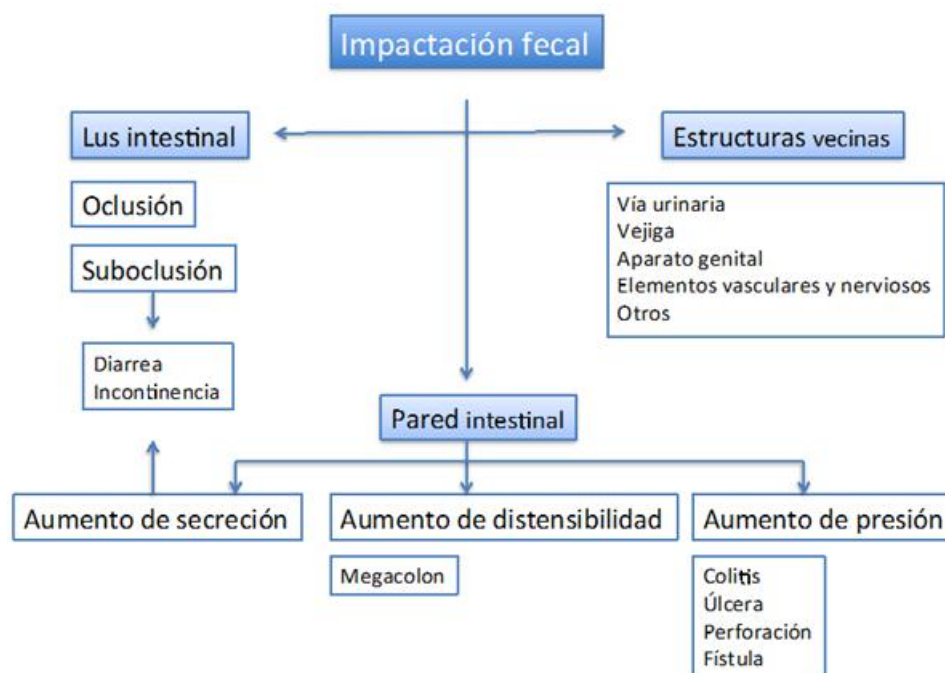 Impactación fecal
Lus intestinal
Estructuras vecinas
Oclusión
Suboclusión
Vía urinaria
Vejiga
Aparato genital
Elementos vasculares y nerviosos
Otros
Diarrea
Incontinencia
Pared intestinal
Aumento de secreción
Aumento de distensibilidad
Aumento de presión
Megacolon
Colitis
Úlcera
Perforación
Fístula